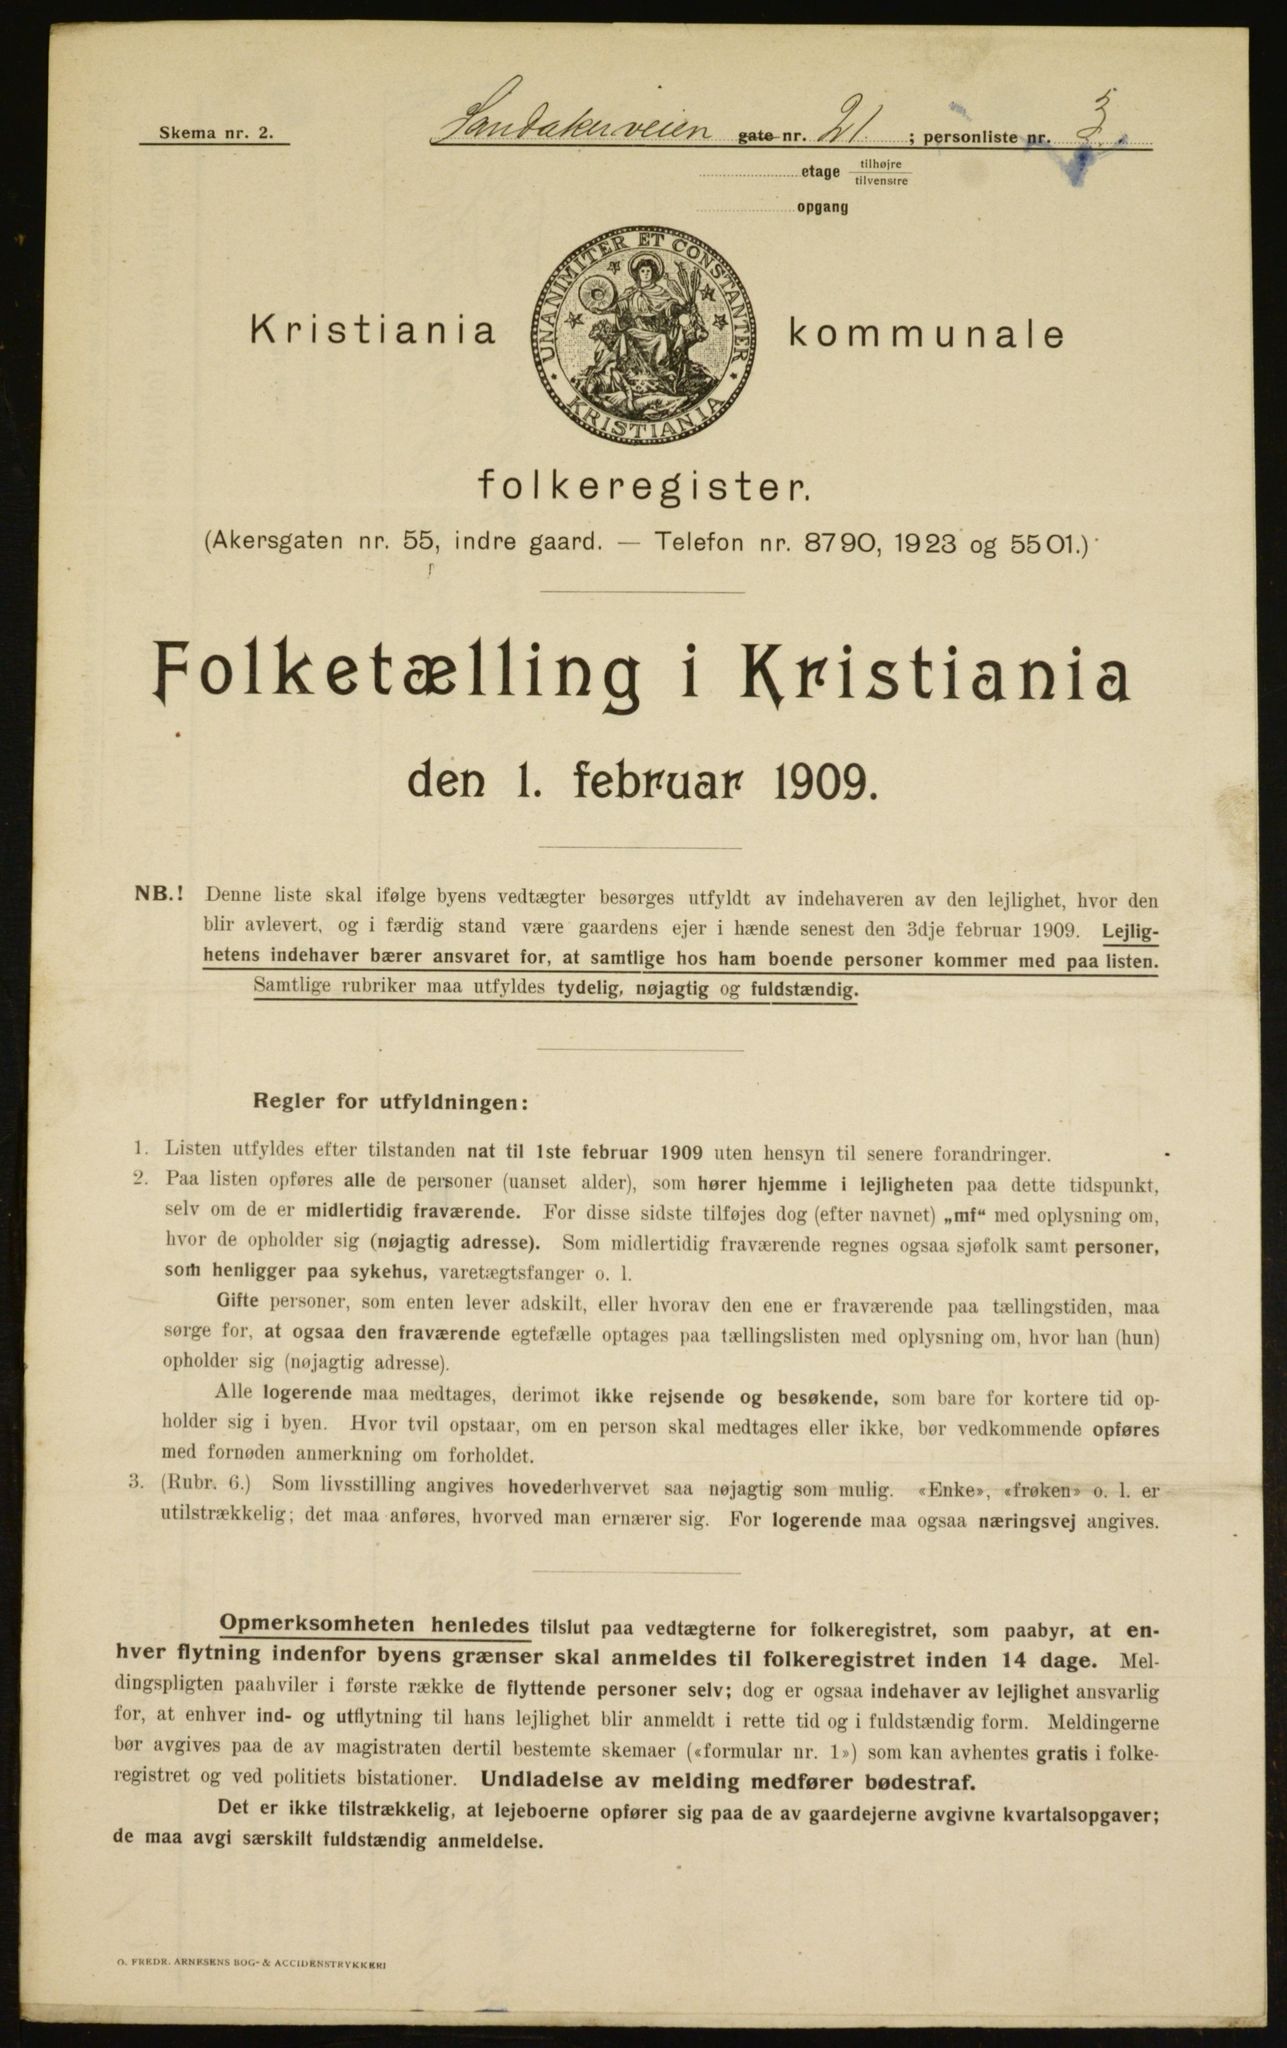 Skema nr. 2.
Sandakerveien gate nr. 21 ; personliste nr. 3.
etage tilhøjre
tilvenstre
opgang
UNANIMITER ET CONSTANTER
KRISTIANIA
Kristiania kommunale
folkeregister.
(Akersgaten nr. 55, indre gaard. — Telefon nr. 8790, 1923 og 5501.)
Folketælling i Kristiania
den 1. februar 1909.
NB.! Denne liste skal ifølge byens vedtægter besørges utfyldt av indehaveren av den lejlighet, hvor den
blir avlevert, og i færdig stand være gaardens ejer i hænde senest den 3dje februar 1909. Lejlig-
hetens indehaver bærer ansvaret for, at samtlige hos ham boende personer kommer med paa listen.
Samtlige rubriker maa utfyldes tydelig, nøjagtig og fuldstændig.
Regler for utfyldningen:
1. Listen utfyldes efter tilstanden nat til 1ste februar 1909 uten hensyn til senere forandringer.
2. Paa listen opføres alle de personer (uanset alder), som hører hjemme i lejligheten paa dette tidspunkt,
selv om de er midlertidig fraværende. For disse sidste tilføjes dog (efter navnet) „mf“ med oplysning om,
hvor de opholder sig (nøjagtig adresse). Som midlertidig fraværende regnes ogsaa sjøfolk samt personer,
som henligger paa sykehus, varetægtsfanger o. l.
Gifte personer, som enten lever adskilt, eller hvorav den ene er fraværende paa tællingstiden, maa
sørge for, at ogsaa den fraværende egtefælle optages paa tællingslisten med oplysning om, hvor han (hun)
opholder sig (nøjagtig adresse).
Alle logerende maa medtages, derimot ikke rejsende og besøkende, som bare for kortere tid op-
holder sig i byen. Hvor tvil opstaar, om en person skal medtages eller ikke, bør vedkommende opføres
med fornøden anmerkning om forholdet.
3. (Rubr. 6.) Som livsstilling angives hovederhvervet saa nøjagtig som mulig. «Enke», «frøken» o. l. er
utilstrækkelig; det maa anføres, hvorved man ernærer sig. For logerende maa ogsaa næringsvej angives.
Opmerksomheten henledes tilslut paa vedtægterne for folkeregistret, som paabyr, at en-
hver flytning indenfor byens grænser skal anmeldes til folkeregistret inden 14 dage. Mel-
dingspligten paahviler i første række de flyttende personer selv; dog er ogsaa indehaver av lejlighet ansvarlig
for, at enhver ind- og utflytning til hans lejlighet blir anmeldt i rette tid og i fuldstændig form. Meldingerne
bør avgives paa de av magistraten dertil bestemte skemaer («formular nr. 1») som kan avhentes gratis i folke-
registret og ved politiets bistationer. Undladelse av melding medfører bødestraf.
Det er ikke tilstrækkelig, at lejeboerne opfører sig paa de av gaardejerne avgivne kvartalsopgaver;
de maa avgi særskilt fuldstændig anmeldelse.
O. FREDR. ARNESENS BOG- & ACCIDENSTRYKKERI